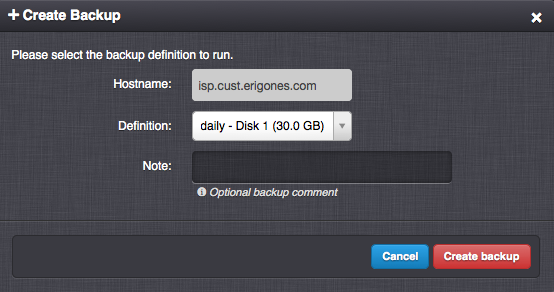 Create Backup
Please select the backup definition to run.
Hostname: isp.cust.erigones.com
Definition: daily - Disk 1 (30.0 GB)
Note:
Optional backup comment
Cancel Create backup